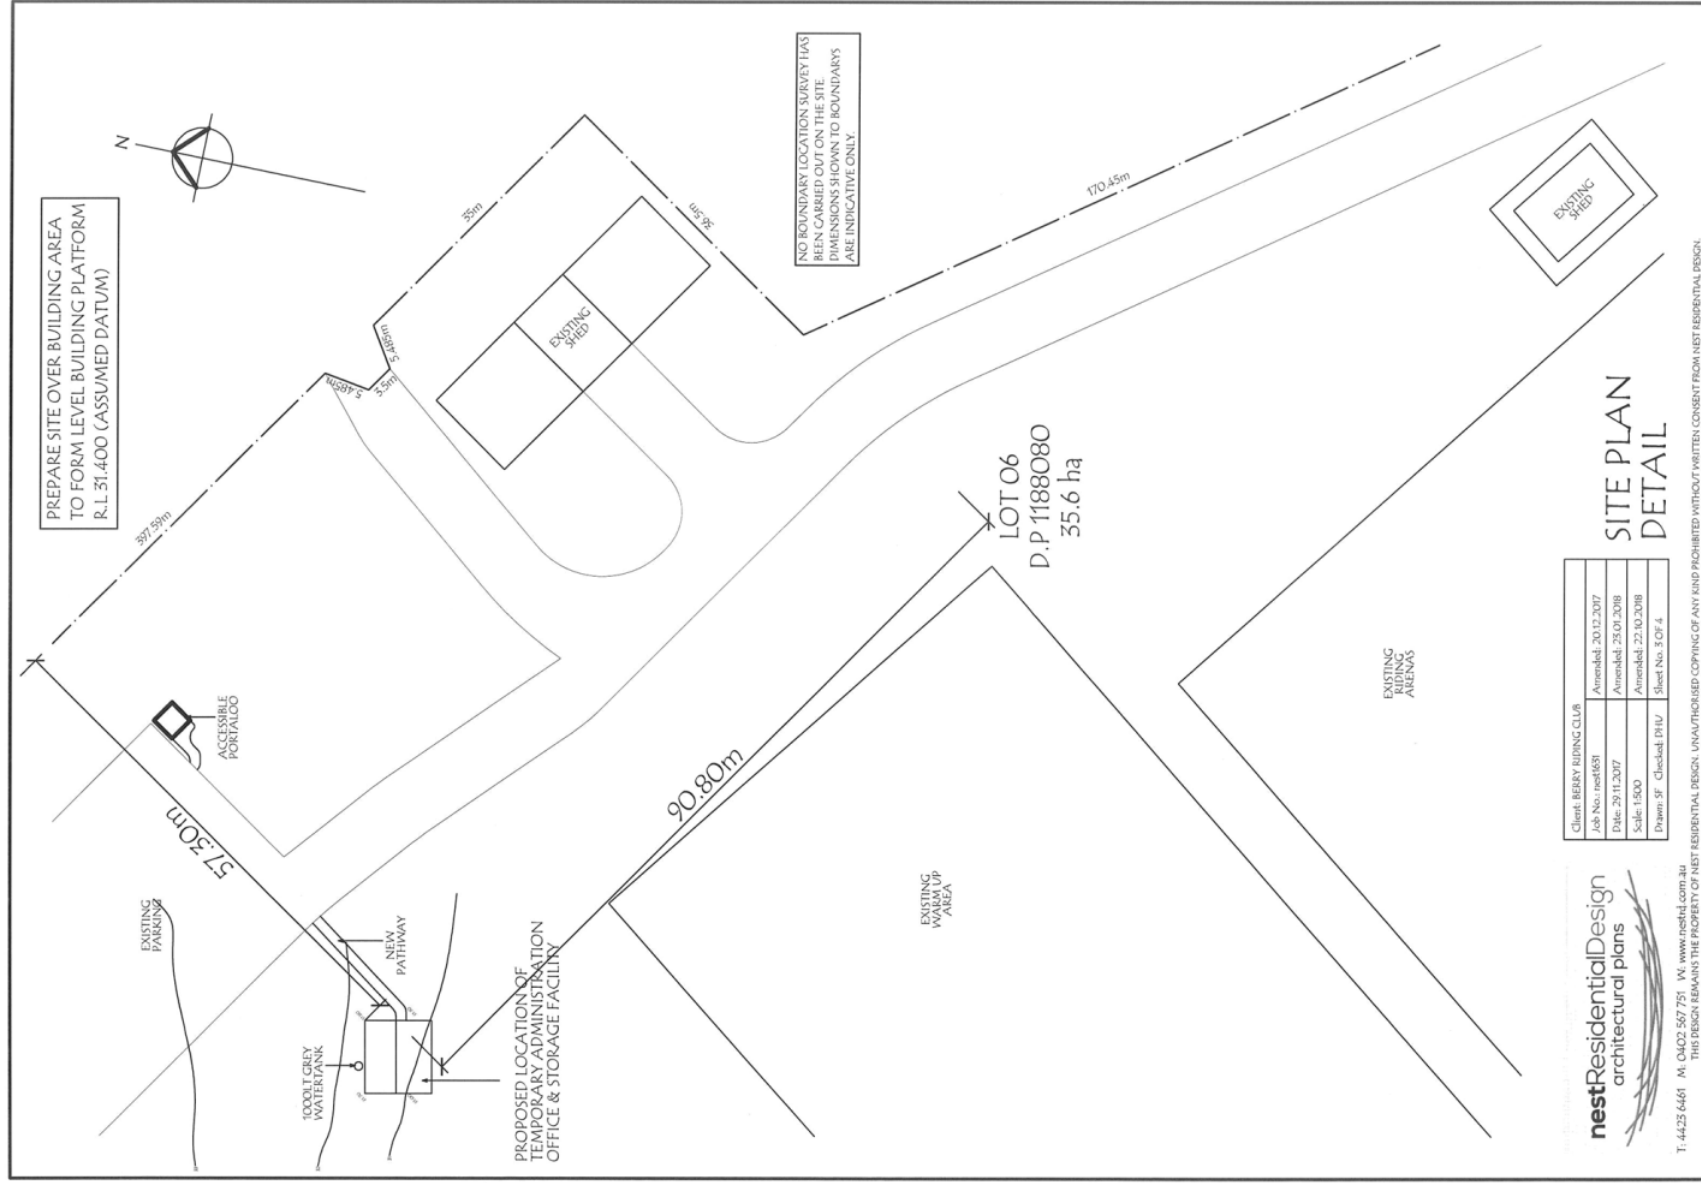 PREPARE SITE OVER BUILDING AREA
TO FORM LEVEL BUILDING PLATFORM
R.L 31.400 (ASSUMED DATUM)
N
NO BOUNDARY LOCATION SURVEY HAS
BEEN CARRIED OUT ON THE SITE.
DIMENSIONS SHOWN TO BOUNDARYS
ARE INDICATIVE ONLY.
397.59m
5.485m
3.5m
5.485m
35m
36.5m
170.45m
EXISTING
SHED
EXISTING
SHED
ACCESSIBLE
PORTALOO
57.30m
90.80m
LOT 06
D.P 1188080
35.6 ha
EXISTING
PARKING
NEW
PATHWAY
1000LT GREY
WATERTANK
PROPOSED LOCATION OF
TEMPORARY ADMINISTRATION
OFFICE & STORAGE FACILITY
EXISTING
WARM UP
AREA
EXISTING
RIDING
ARENAS
SITE PLAN
DETAIL
Client: BERRY RIDING CLUB
Job No.: nest1631 Amended: 20.12.2017
Date: 29.11.2017 Amended: 23.01.2018
Scale: 1:500 Amended: 22.10.2018
Drawn: SF Checked: DHU Sheet No. 3 OF 4
nestResidentialDesign
architectural plans
T: 4423 6461 M: 0402 567 751 W: www.nestrd.com.au
THIS DESIGN REMAINS THE PROPERTY OF NEST RESIDENTIAL DESIGN. UNAUTHORISED COPYING OF ANY KIND PROHIBITED WITHOUT WRITTEN CONSENT FROM NEST RESIDENTIAL DESIGN.